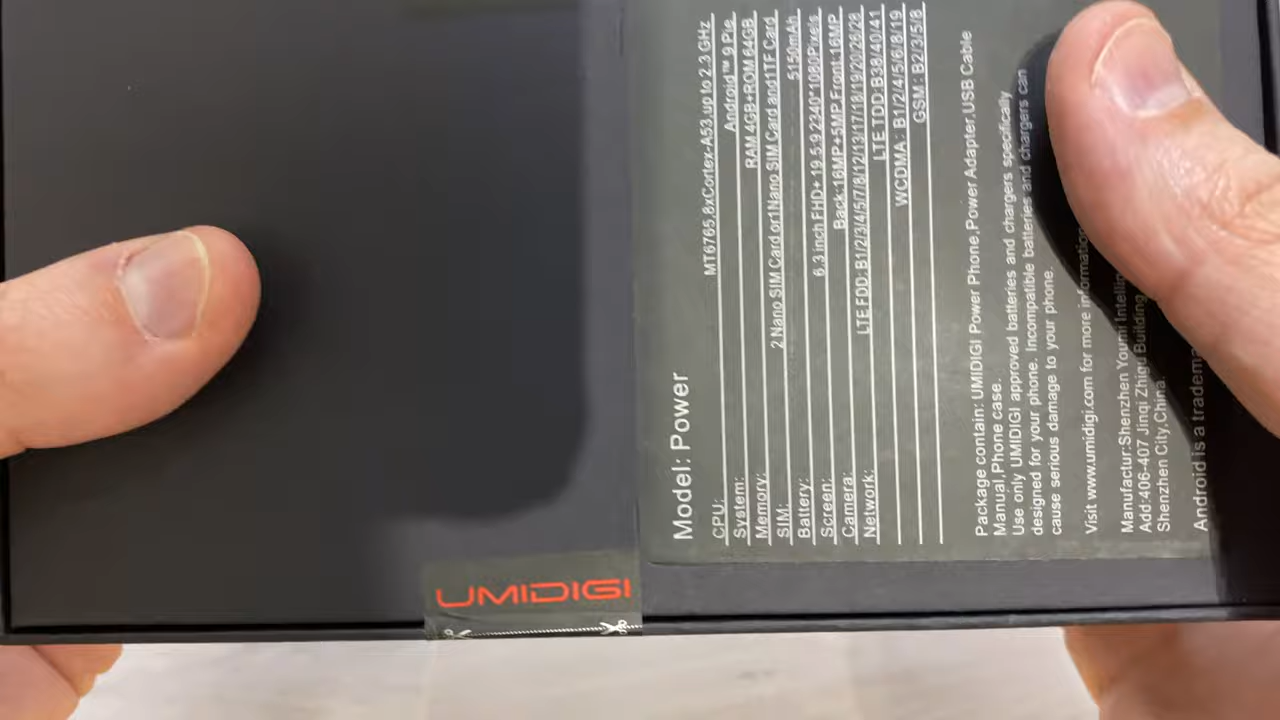 Model: Power
CPU: MT6765,8xCortex-A53,up to 2.3 GHz
System: Android™ 9 Pie
Memory: RAM 4GB+ROM 64GB
SIM: 2 Nano SIM Card or1Nano SIM Card and1TF Card
Battery: 5150mAh
Screen: 6.3 inch FHD+ 19.5:9 2340*1080Pixels
Camera: Back:16MP+5MP,Front:16MP
Network: LTE FDD: B1/2/3/4/5/7/8/12/13/17/18/19/20/26/28
LTE TDD: B38/40/41
WCDMA : B1/2/4/5/6/8/19
GSM : B2/3/5/8
Package contain: UMIDIGI Power Phone,Power Adapter,USB Cable
Manual,Phone case.
Use only UMIDIGI approved batteries and chargers specifically
designed for your phone. Incompatible batteries and chargers can
cause serious damage to your phone.
Visit www.umidigi.com for more information
Manufactur:Shenzhen Youmi
Add:406-407 Jinqi Zhigu Building
Shenzhen City,China.
Android is a
UMIDIGI